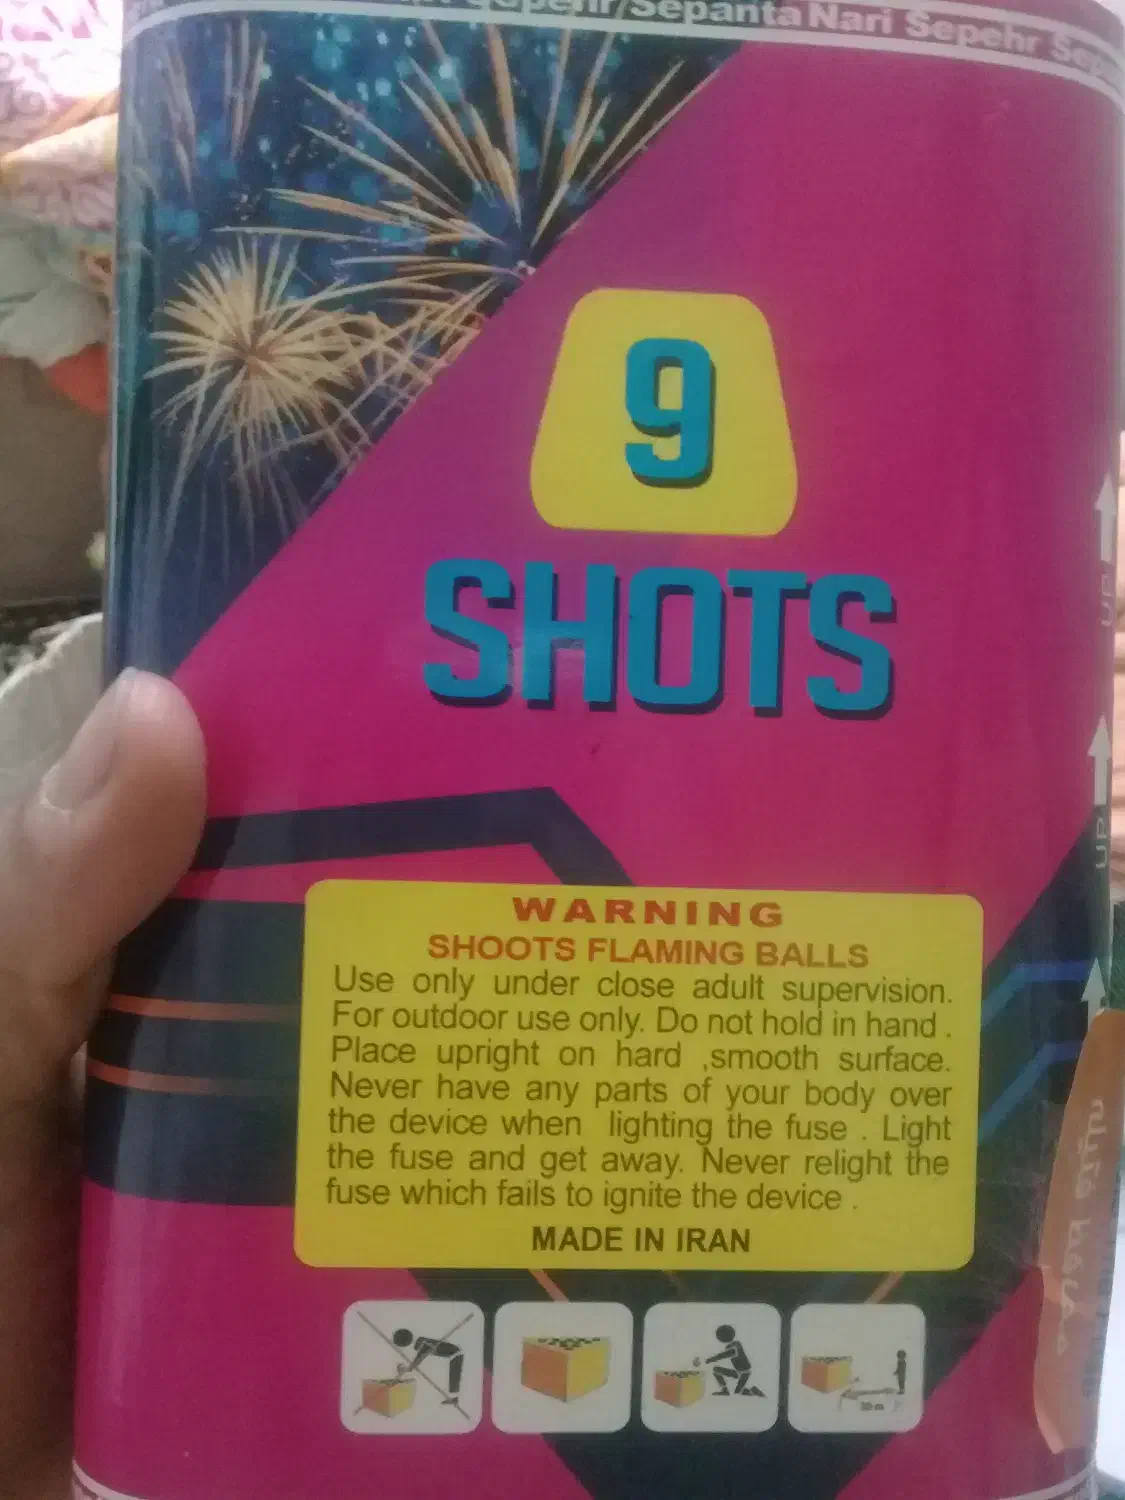 Sepehr Sepanta Nari Sepehr
9
SHOTS
UP
UP
WARNING
SHOOTS FLAMING BALLS
Use only under close adult supervision.
For outdoor use only. Do not hold in hand .
Place upright on hard ,smooth surface.
Never have any parts of your body over
the device when lighting the fuse . Light
the fuse and get away. Never relight the
fuse which fails to ignite the device .
MADE IN IRAN